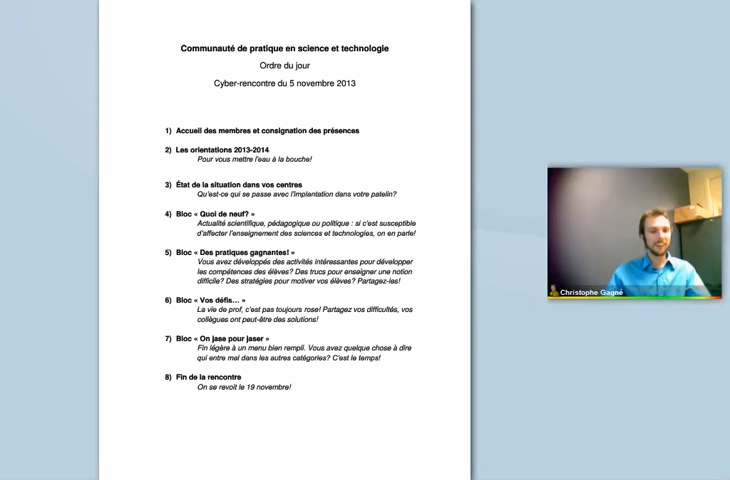 Communauté de pratique en science et technologie
Ordre du jour
Cyber-rencontre du 5 novembre 2013
1) Accueil des membres et consignation des présences
2) Les orientations 2013-2014
Pour vous mettre l'eau à la bouche!
3) État de la situation dans vos centres
Qu'est-ce qui se passe avec l'implantation dans votre patelin?
4) Bloc « Quoi de neuf? »
Actualité scientifique, pédagogique ou politique : si c'est susceptible
d'affecter l'enseignement des sciences et technologies, on en parle!
5) Bloc « Des pratiques gagnantes! »
Vous avez développés des activités intéressantes pour développer
les compétences des élèves? Des trucs pour enseigner une notion
difficile? Des stratégies pour motiver vos élèves? Partagez-les!
6) Bloc « Vos défis... »
La vie de prof, c'est pas toujours rose! Partagez vos difficultés, vos
collègues ont peut-être des solutions!
7) Bloc « On jase pour jaser »
Fin légère à un menu bien rempli. Vous avez quelque chose à dire
qui entre mal dans les autres catégories? C'est le temps!
8) Fin de la rencontre
On se revoit le 19 novembre!
Christophe Gagné